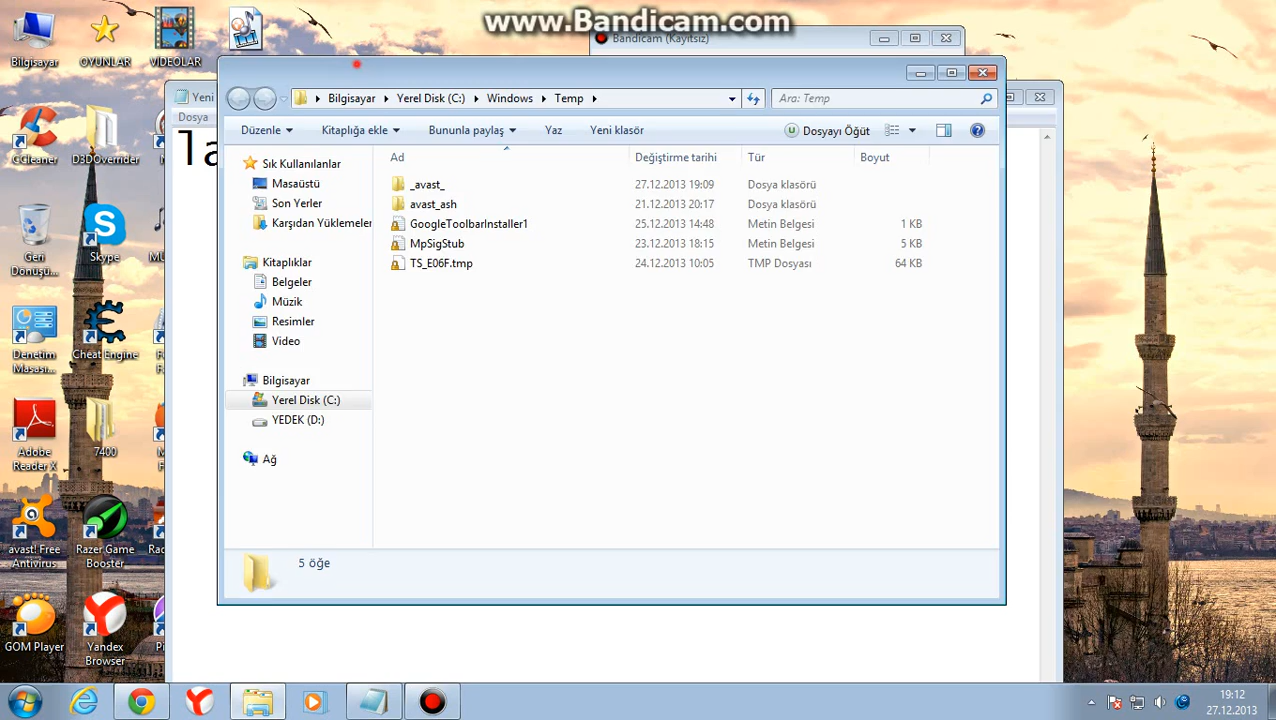 www.Bandicam.com
Bilgisayar
OYUNLAR
VİDEOLAR
Bandicam (Kayıtsız)
Yeni
Dosya
Bilgisayar
Yerel Disk (C:)
Windows
Temp
Ara: Temp
Düzenle
Kitaplığa ekle
Bununla paylaş
Yaz
Yeni klasör
Dosyayı Öğüt
Ad
Değiştirme tarihi
Tür
Boyut
_avast_
27.12.2013 19:09
Dosya klasörü
avast_ash
21.12.2013 20:17
Dosya klasörü
GoogleToolbarInstaller1
25.12.2013 14:48
Metin Belgesi
1 KB
MpSigStub
23.12.2013 18:15
Metin Belgesi
5 KB
TS_E06F.tmp
24.12.2013 10:05
TMP Dosyası
64 KB
Sık Kullanılanlar
Masaüstü
Son Yerler
Karşıdan Yüklemeler
Kitaplıklar
Belgeler
Müzik
Resimler
Video
Bilgisayar
Yerel Disk (C:)
YEDEK (D:)
Ağ
5 öğe
CCleaner
D3DOverrider
Geri
Dönüşü...
Skype
Denetim
Masası...
Cheat Engine
Adobe
Reader X
7400
avast! Free
Antivirus
Razer Game
Booster
GOM Player
Yandex
Browser
19:12
27.12.2013